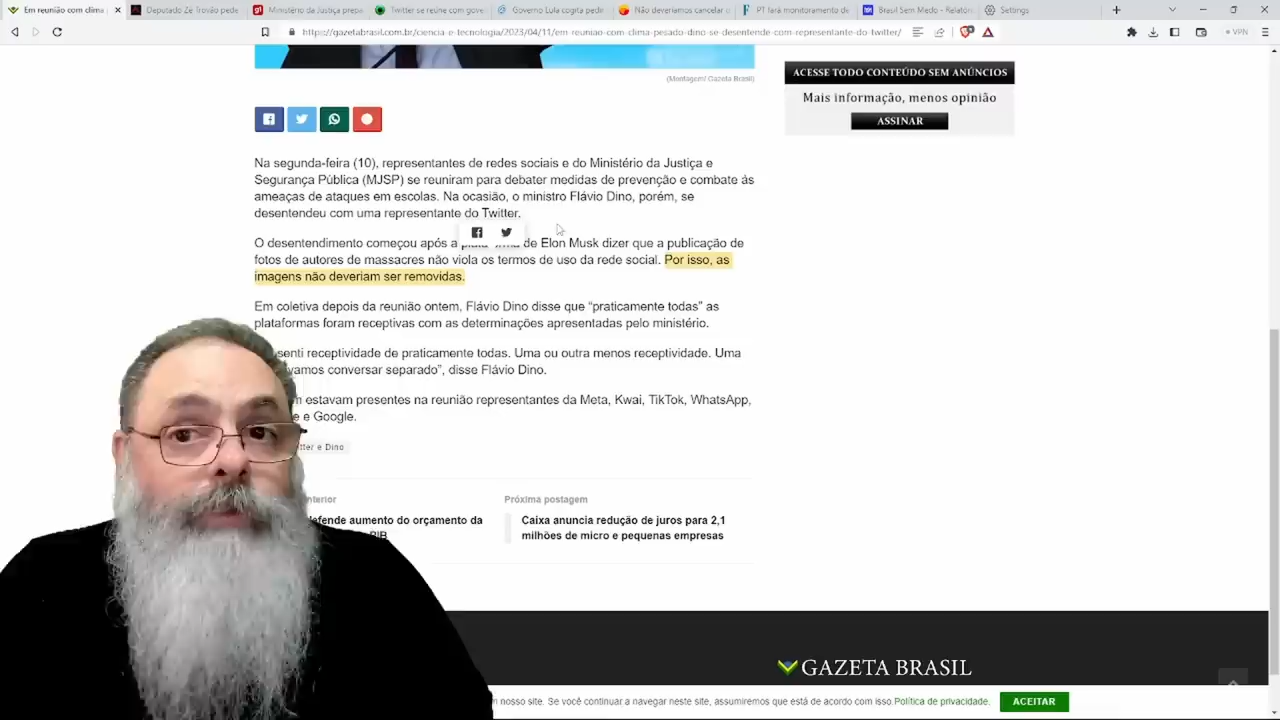 Em reunião com clima
Deputado Zé Trovão pede
Ministério da Justiça prepa
Twitter se reúne com gove
Governo Lula cogita pedir
Não deveríamos cancelar o
PT fará monitoramento de
Brasil Sem Medo - Relatór
Settings
https://gazetabrasil.com.br/ciencia-e-tecnologia/2023/04/11/em-reuniao-com-clima-pesado-dino-se-desentende-com-representante-do-twitter/
VPN
(Montagem/ Gazeta Brasil)
ACESSE TODO CONTEÚDO SEM ANÚNCIOS
Mais informação, menos opinião
ASSINAR
Na segunda-feira (10), representantes de redes sociais e do Ministério da Justiça e
Segurança Pública (MJSP) se reuniram para debater medidas de prevenção e combate às
ameaças de ataques em escolas. Na ocasião, o ministro Flávio Dino, porém, se
desentendeu com uma representante do Twitter.
O desentendimento começou após a de Elon Musk dizer que a publicação de
fotos de autores de massacres não viola os termos de uso da rede social. Por isso, as
imagens não deveriam ser removidas.
Em coletiva depois da reunião ontem, Flávio Dino disse que “praticamente todas” as
plataformas foram receptivas com as determinações apresentadas pelo ministério.
senti receptividade de praticamente todas. Uma ou outra menos receptividade. Uma
vamos conversar separado”, disse Flávio Dino.
estavam presentes na reunião representantes da Meta, Kwai, TikTok, WhatsApp,
e Google.
tter e Dino
nterior
Próxima postagem
efende aumento do orçamento da
PIB
Caixa anuncia redução de juros para 2,1
milhões de micro e pequenas empresas
GAZETA BRASIL
nosso site. Se você continuar a navegar neste site, assumiremos que está de acordo com isso.Política de privacidade.
ACEITAR